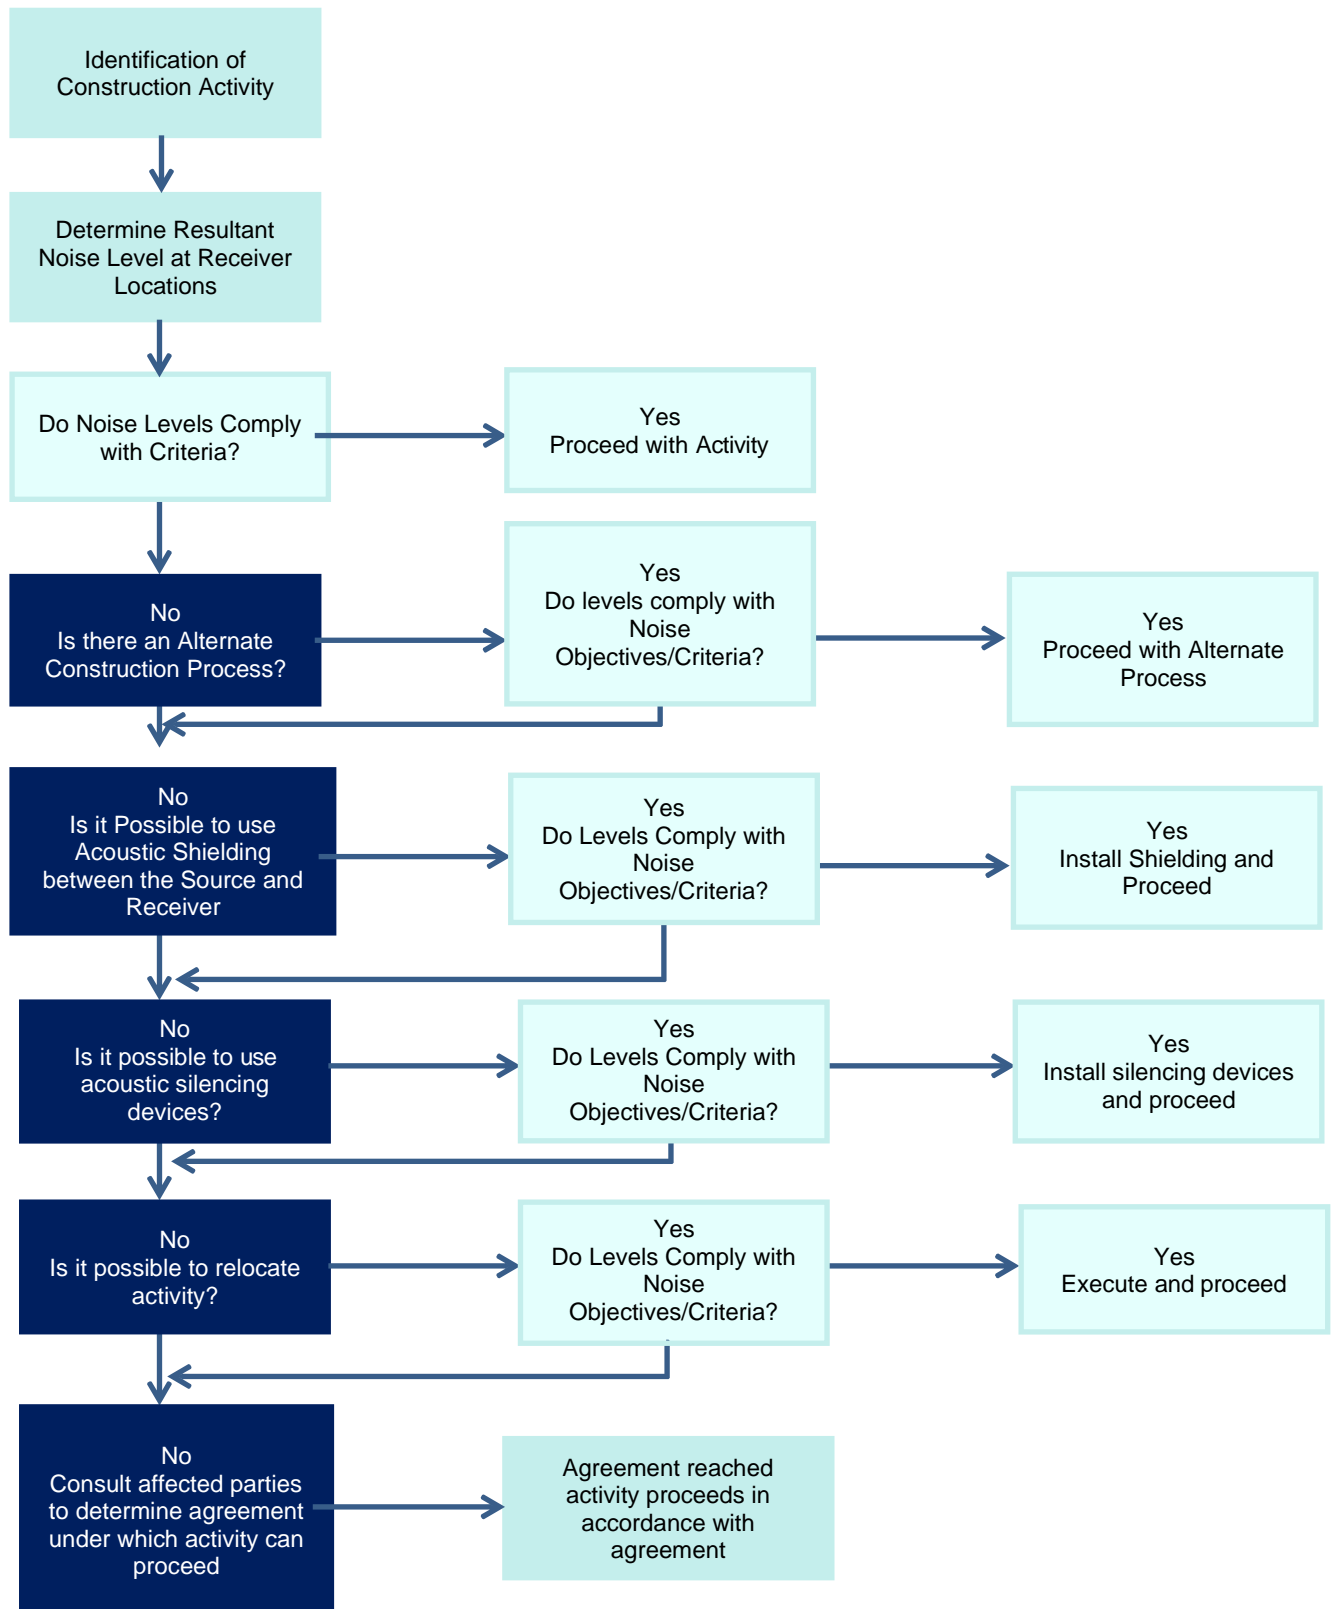 Identification of
Construction Activity
Determine Resultant
Noise Level at Receiver
Locations
Do Noise Levels Comply
with Criteria?
Yes
Proceed with Activity
No
Is there an Alternate
Construction Process?
Yes
Do levels comply with
Noise
Objectives/Criteria?
Yes
Proceed with Alternate
Process
No
Is it Possible to use
Acoustic Shielding
between the Source and
Receiver
Yes
Do Levels Comply with
Noise
Objectives/Criteria?
Yes
Install Shielding and
Proceed
No
Is it possible to use
acoustic silencing
devices?
Yes
Do Levels Comply with
Noise
Objectives/Criteria?
Yes
Install silencing devices
and proceed
No
Is it possible to relocate
activity?
Yes
Do Levels Comply with
Noise
Objectives/Criteria?
Yes
Execute and proceed
No
Consult affected parties
to determine agreement
under which activity can
proceed
Agreement reached
activity proceeds in
accordance with
agreement